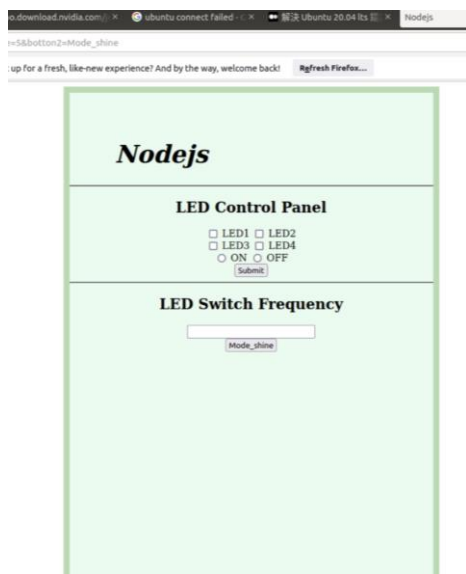 oo.download.nvidia.com/j × ubuntu connect failed - × 解決 Ubuntu 20.04 lts × Nodejs
e=5&botton2=Mode_shine
up for a fresh, like-new experience? And by the way, welcome back! Refresh Firefox...
Nodejs
LED Control Panel
LED1 LED2
LED3 LED4
ON OFF
Submit
LED Switch Frequency
Mode_shine